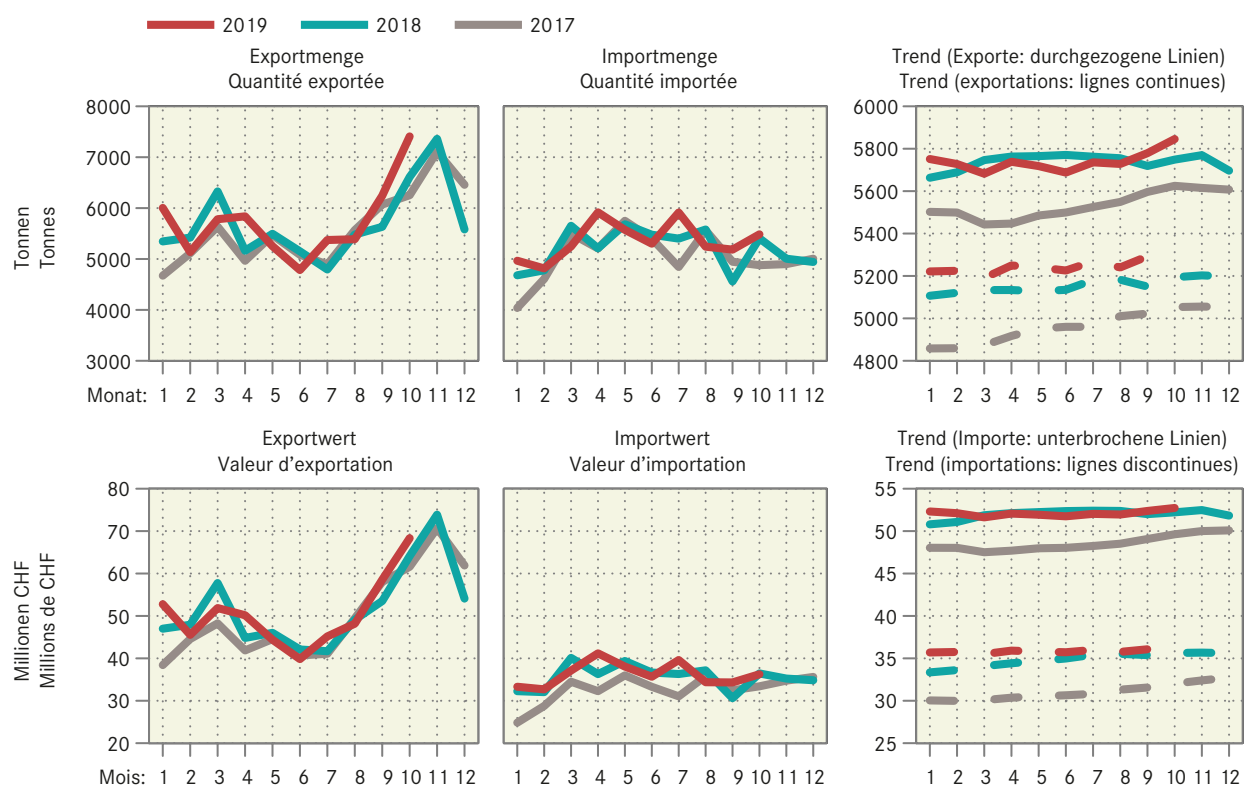 2019 2018 2017
Exportmenge
Quantité exportée
Importmenge
Quantité importée
Trend (Exporte: durchgezogene Linien)
Trend (exportations: lignes continues)
Tonnen
Tonnes
8000
7000
6000
5000
4000
3000
6000
5800
5600
5400
5200
5000
4800
Monat: 1 2 3 4 5 6 7 8 9 10 11 12
1 2 3 4 5 6 7 8 9 10 11 12
1 2 3 4 5 6 7 8 9 10 11 12
Exportwert
Valeur d'exportation
Importwert
Valeur d'importation
Trend (Importe: unterbrochene Linien)
Trend (importations: lignes discontinues)
Millionen CHF
Millions de CHF
80
70
60
50
40
30
20
55
50
45
40
35
30
25
Mois: 1 2 3 4 5 6 7 8 9 10 11 12
1 2 3 4 5 6 7 8 9 10 11 12
1 2 3 4 5 6 7 8 9 10 11 12